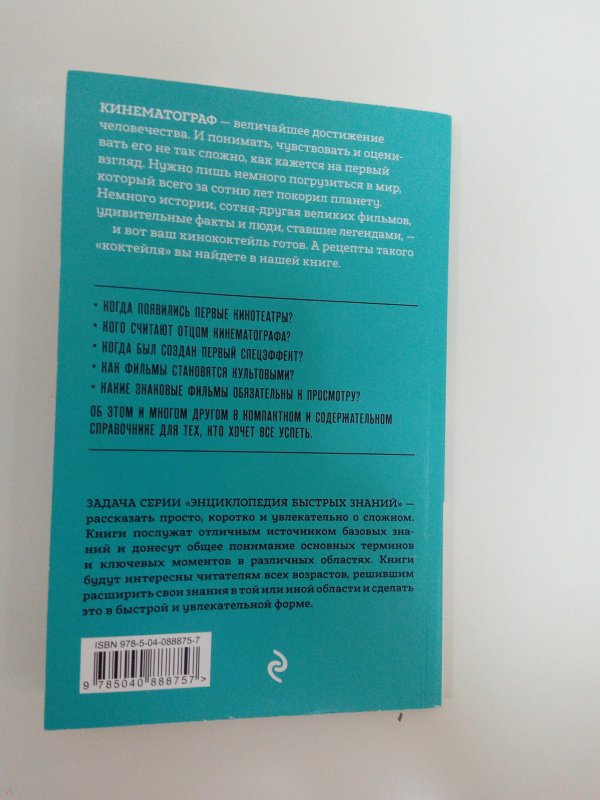 КИНЕМАТОГРАФ — величайшее достижение
человечества. И понимать, чувствовать и оцени-
вать его не так сложно, как кажется на первый
взгляд. Нужно лишь немного погрузиться в мир,
который всего за сотню лет покорил планету.
Немного истории, сотня-другая великих фильмов,
удивительные факты и люди, ставшие легендами, —
и вот ваш кинококтейль готов. А рецепты такого
«коктейля» вы найдете в нашей книге.
• КОГДА ПОЯВИЛИСЬ ПЕРВЫЕ КИНОТЕАТРЫ?
• КОГО СЧИТАЮТ ОТЦОМ КИНЕМАТОГРАФА?
• КОГДА БЫЛ СОЗДАН ПЕРВЫЙ СПЕЦЭФФЕКТ?
• КАК ФИЛЬМЫ СТАНОВЯТСЯ КУЛЬТОВЫМИ?
• КАКИЕ ЗНАКОВЫЕ ФИЛЬМЫ ОБЯЗАТЕЛЬНЫ К ПРОСМОТРУ?
ОБ ЭТОМ И МНОГОМ ДРУГОМ В КОМПАКТНОМ И СОДЕРЖАТЕЛЬНОМ
СПРАВОЧНИКЕ ДЛЯ ТЕХ, КТО ХОЧЕТ ВСЕ УСПЕТЬ.
ЗАДАЧА СЕРИИ «ЭНЦИКЛОПЕДИЯ БЫСТРЫХ ЗНАНИЙ» —
рассказать просто, коротко и увлекательно о сложном.
Книги послужат отличным источником базовых зна-
ний и донесут общее понимание основных терминов
и ключевых моментов в различных областях. Книги
будут интересны читателям всех возрастов, решившим
расширить свои знания в той или иной области и сделать
это в быстрой и увлекательной форме.
ISBN 978-5-04-088875-7
9 785040 888757 >